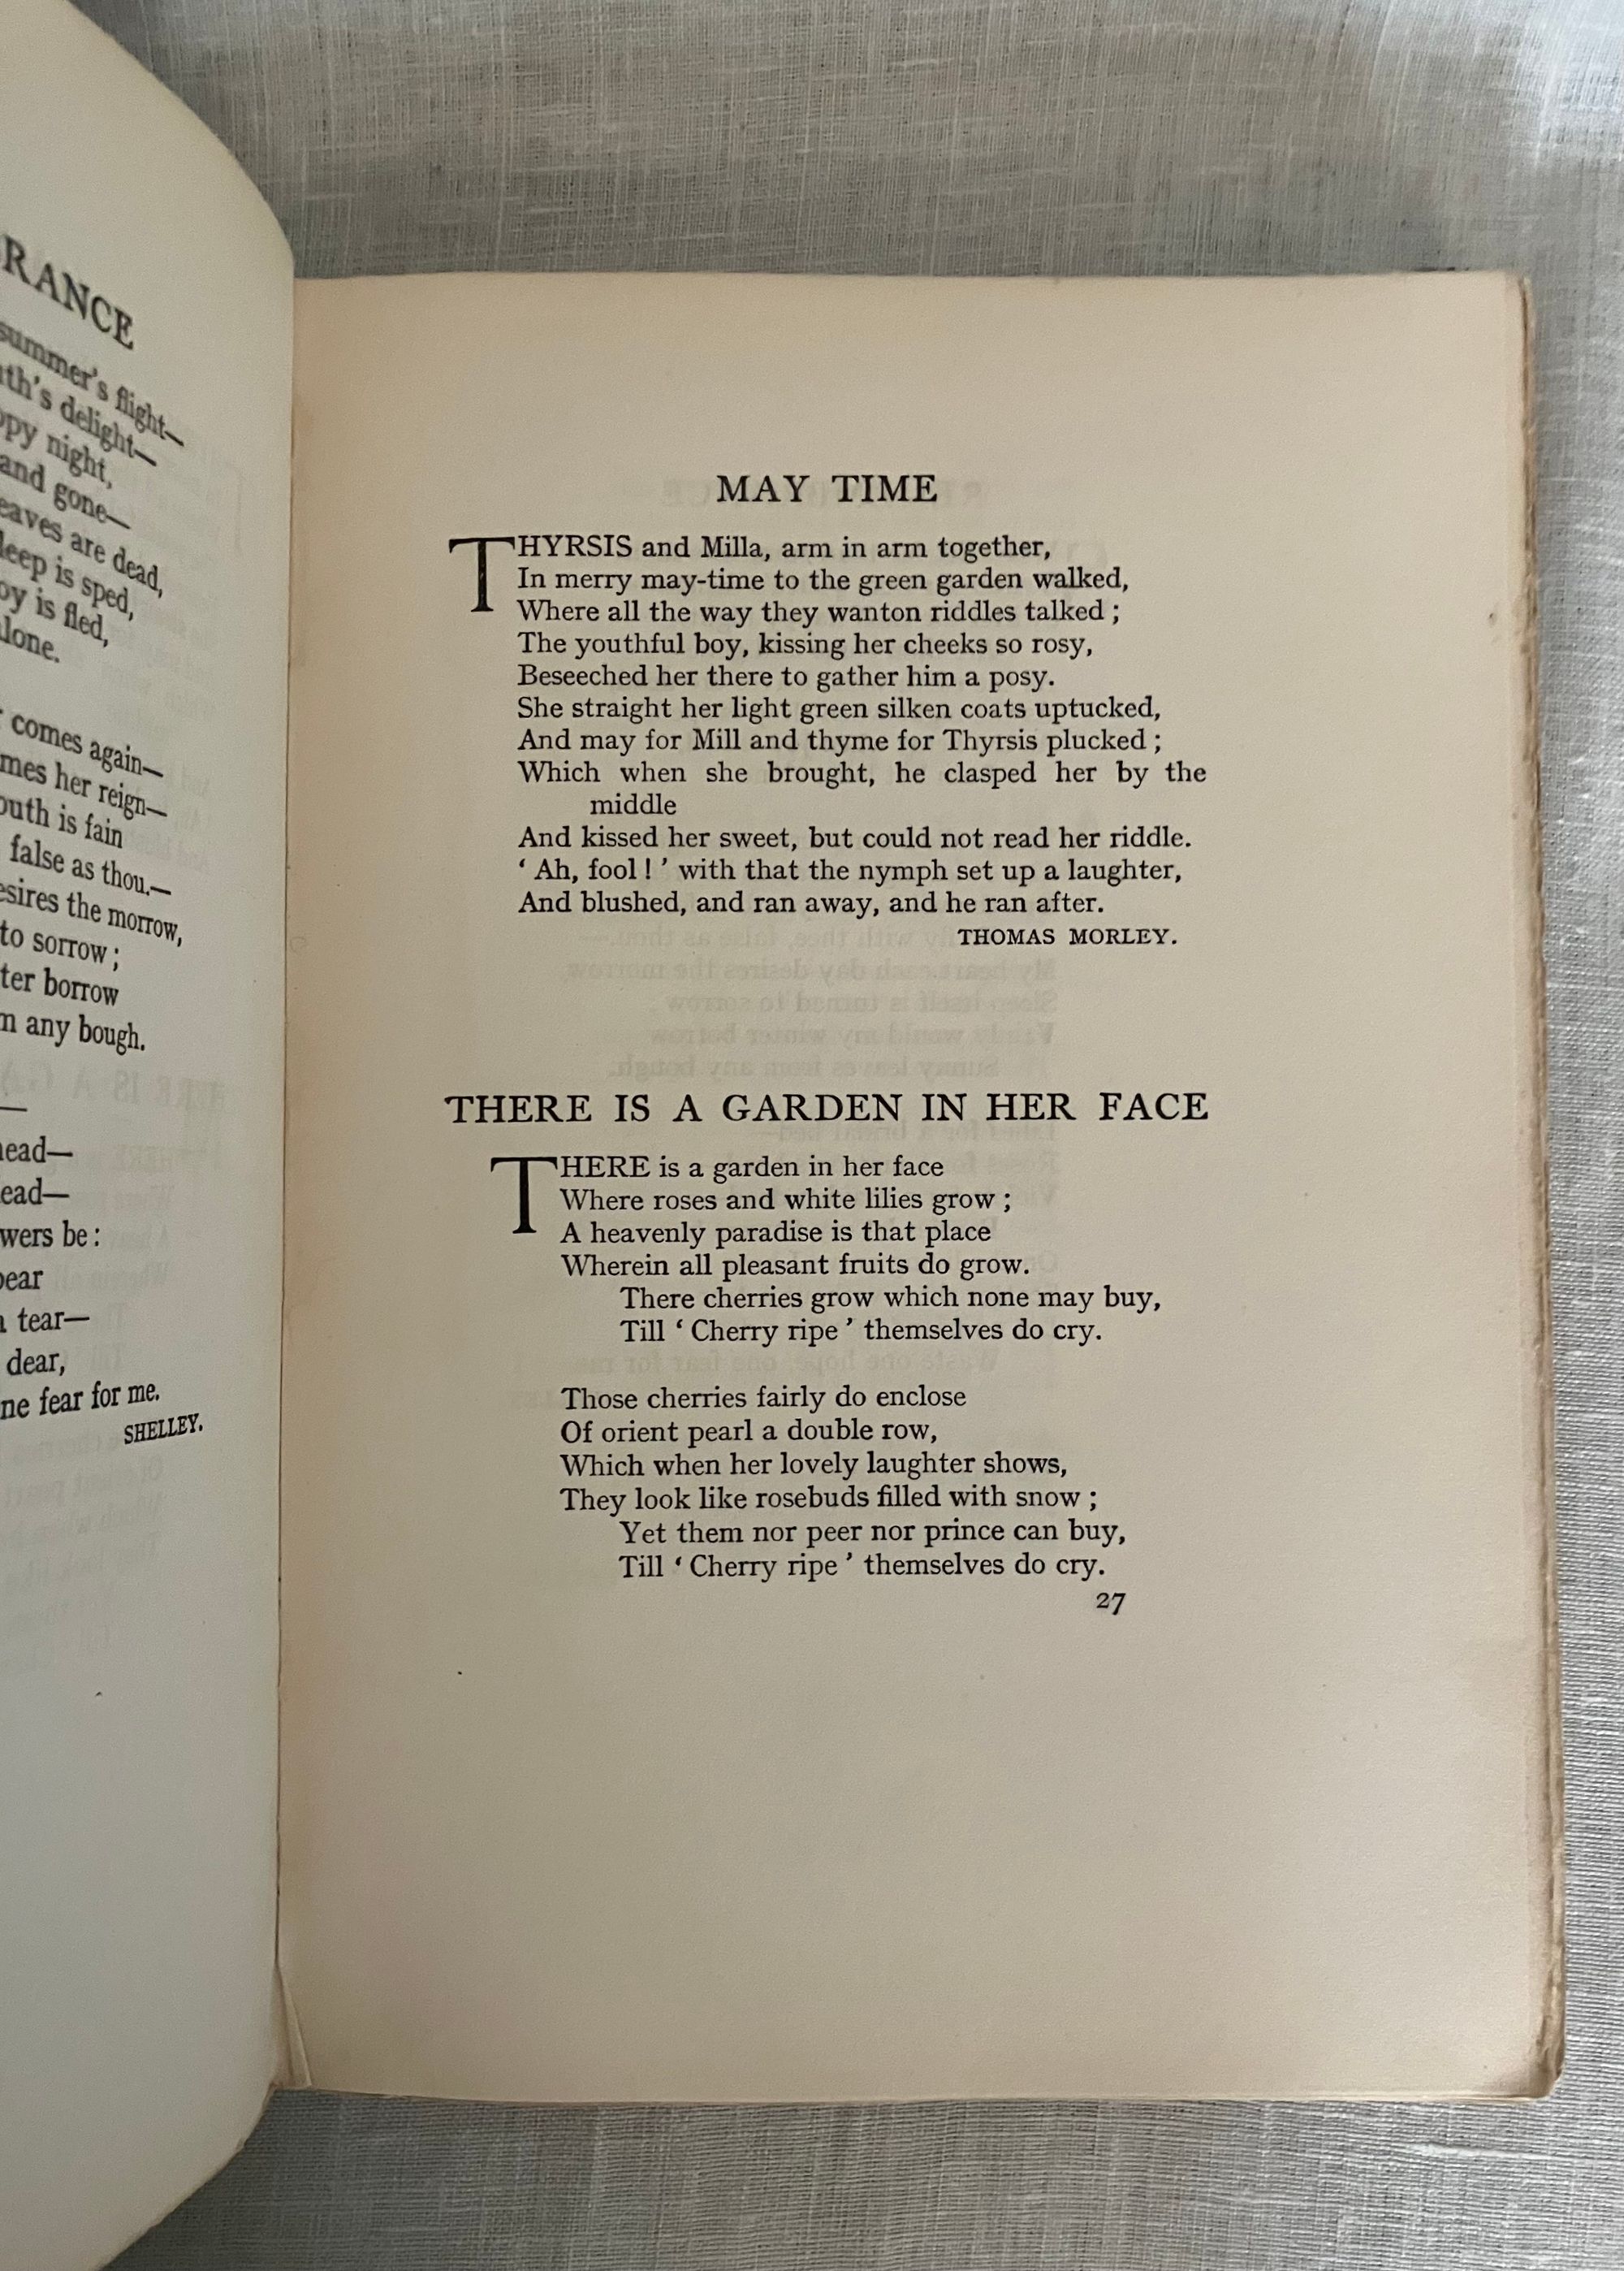 RANCE
summer's flight—
th's delight—
ppy night,
and gone—
eaves are dead,
leep is sped,
oy is fled,
lone.
comes again—
mes her reign—
outh is fain
false as thou.—
esires the morrow,
to sorrow ;
ter borrow
m any bough.
—
ead—
ead—
wers be :
bear
tear—
dear,
ne fear for me.
SHELLEY.
MAY TIME
THYRSIS and Milla, arm in arm together,
In merry may-time to the green garden walked,
Where all the way they wanton riddles talked ;
The youthful boy, kissing her cheeks so rosy,
Beseeched her there to gather him a posy.
She straight her light green silken coats uptucked,
And may for Mill and thyme for Thyrsis plucked ;
Which when she brought, he clasped her by the
middle
And kissed her sweet, but could not read her riddle.
‘ Ah, fool ! ’ with that the nymph set up a laughter,
And blushed, and ran away, and he ran after.
THOMAS MORLEY.
THERE IS A GARDEN IN HER FACE
THERE is a garden in her face
Where roses and white lilies grow ;
A heavenly paradise is that place
Wherein all pleasant fruits do grow.
There cherries grow which none may buy,
Till ‘ Cherry ripe ’ themselves do cry.
Those cherries fairly do enclose
Of orient pearl a double row,
Which when her lovely laughter shows,
They look like rosebuds filled with snow ;
Yet them nor peer nor prince can buy,
Till ‘ Cherry ripe ’ themselves do cry.
27